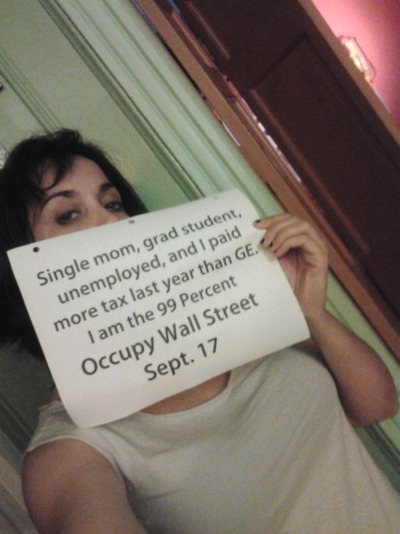 Single mom, grad student,
unemployed, and I paid
more tax last year than GE.
I am the 99 Percent
Occupy Wall Street
Sept. 17